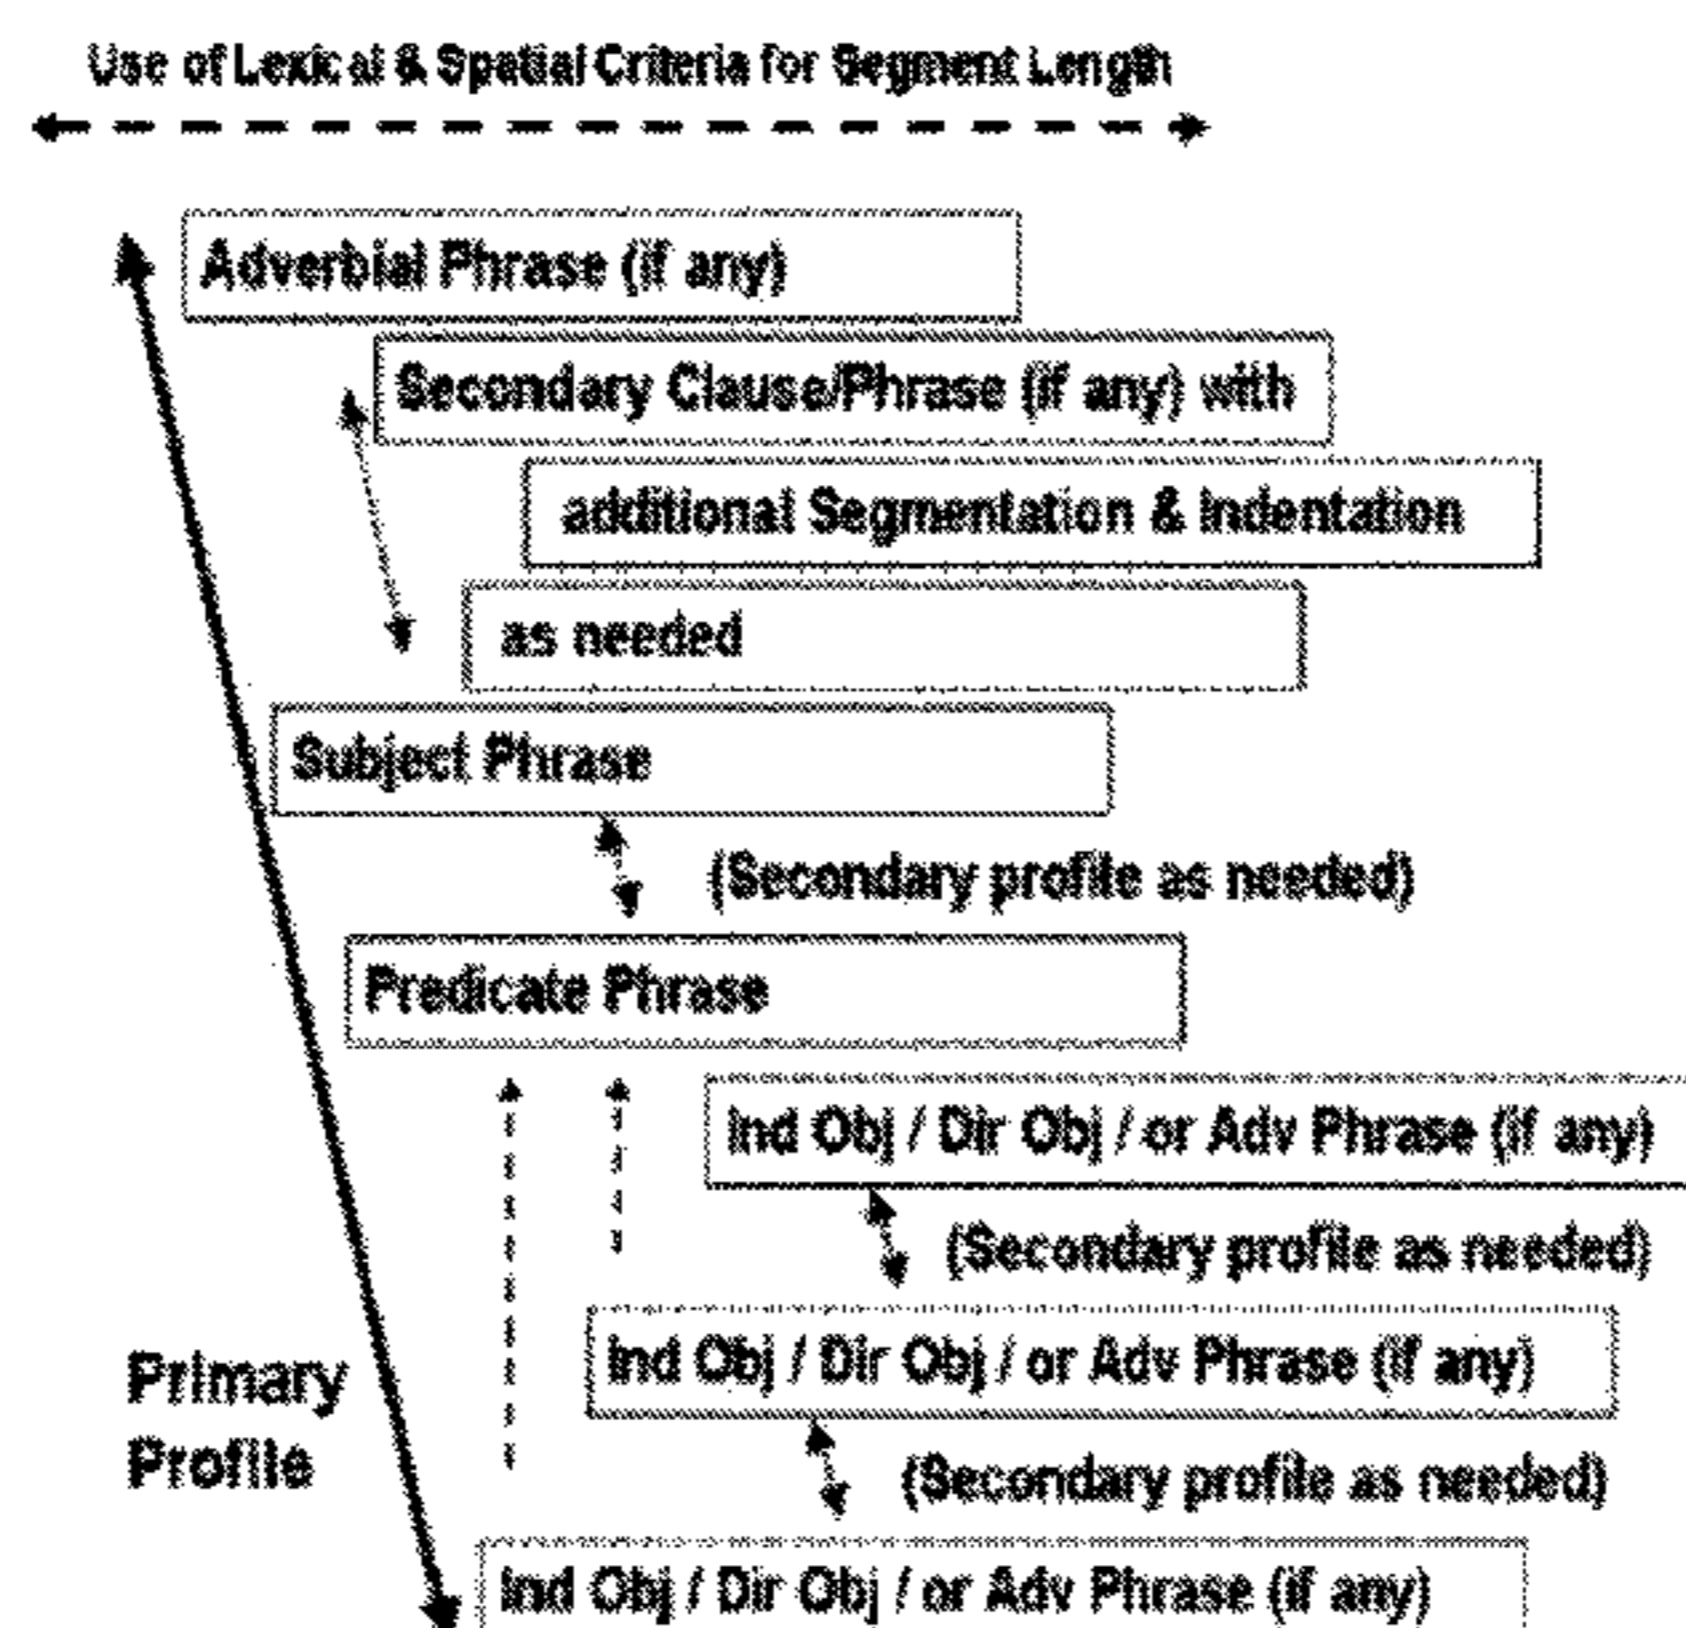 Use of Lexical & Spatial Criteria for Segment Length
Adverbial Phrase (if any)
Secondary Clause/Phrase (if any) with
additional Segmentation & Indentation
as needed
Subject Phrase
(Secondary profile as needed)
Predicate Phrase
Ind Obj / Dir Obj / or Adv Phrase (if any)
(Secondary profile as needed)
Ind Obj / Dir Obj / or Adv Phrase (if any)
(Secondary profile as needed)
Ind Obj / Dir Obj / or Adv Phrase (if any)
Primary
Profile